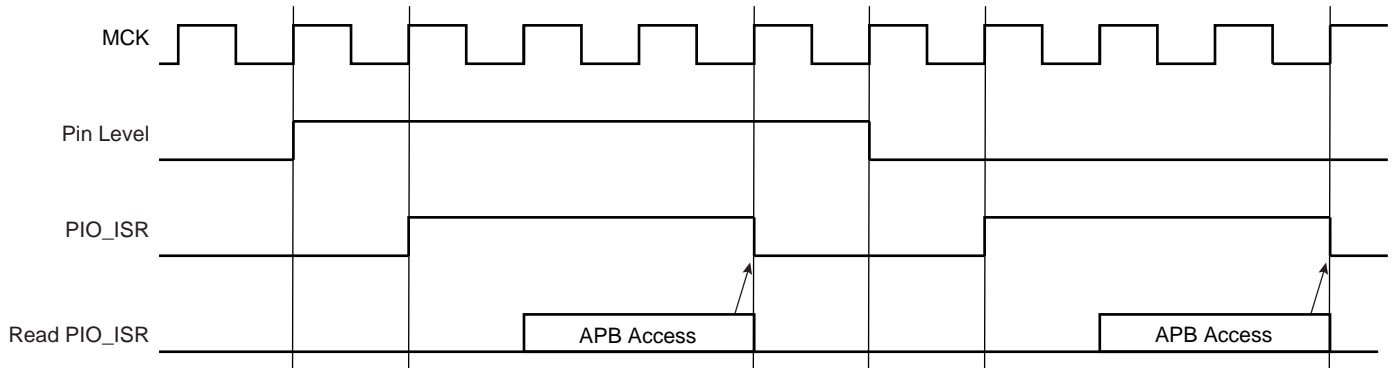 MCK
Pin Level
PIO_ISR
Read PIO_ISR
APB Access
APB Access